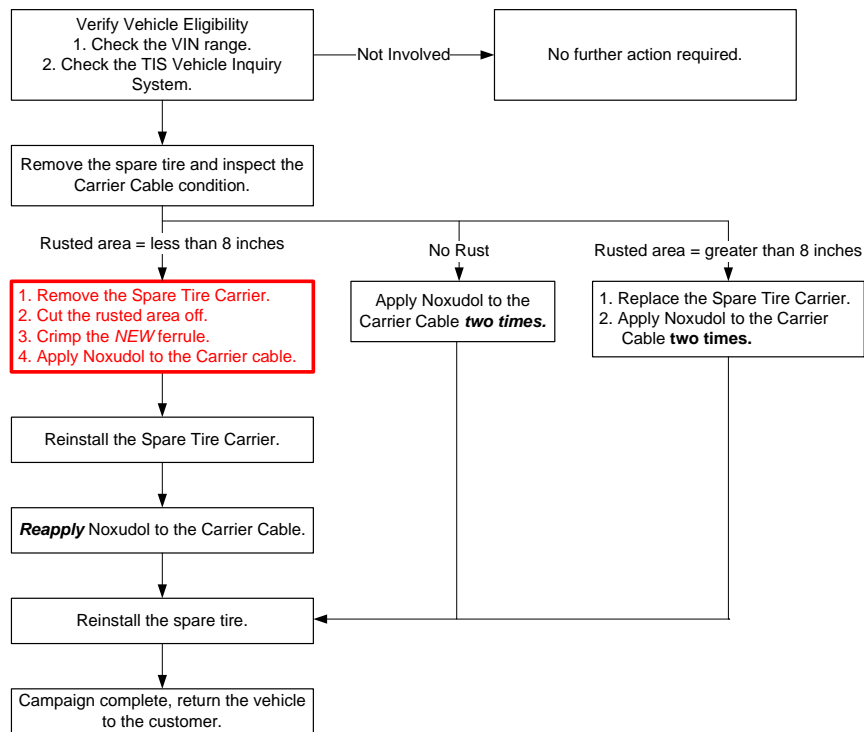 Verify Vehicle Eligibility
1. Check the VIN range.
2. Check the TIS Vehicle Inquiry
System.
Not Involved
No further action required.
Remove the spare tire and inspect the
Carrier Cable condition.
Rusted area = less than 8 inches
No Rust
Rusted area = greater than 8 inches
1. Remove the Spare Tire Carrier.
2. Cut the rusted area off.
3. Crimp the NEW ferrule.
4. Apply Noxudol to the Carrier cable.
Apply Noxudol to the
Carrier Cable two times.
1. Replace the Spare Tire Carrier.
2. Apply Noxudol to the Carrier
Cable two times.
Reinstall the Spare Tire Carrier.
Reapply Noxudol to the Carrier Cable.
Reinstall the spare tire.
Campaign complete, return the vehicle
to the customer.